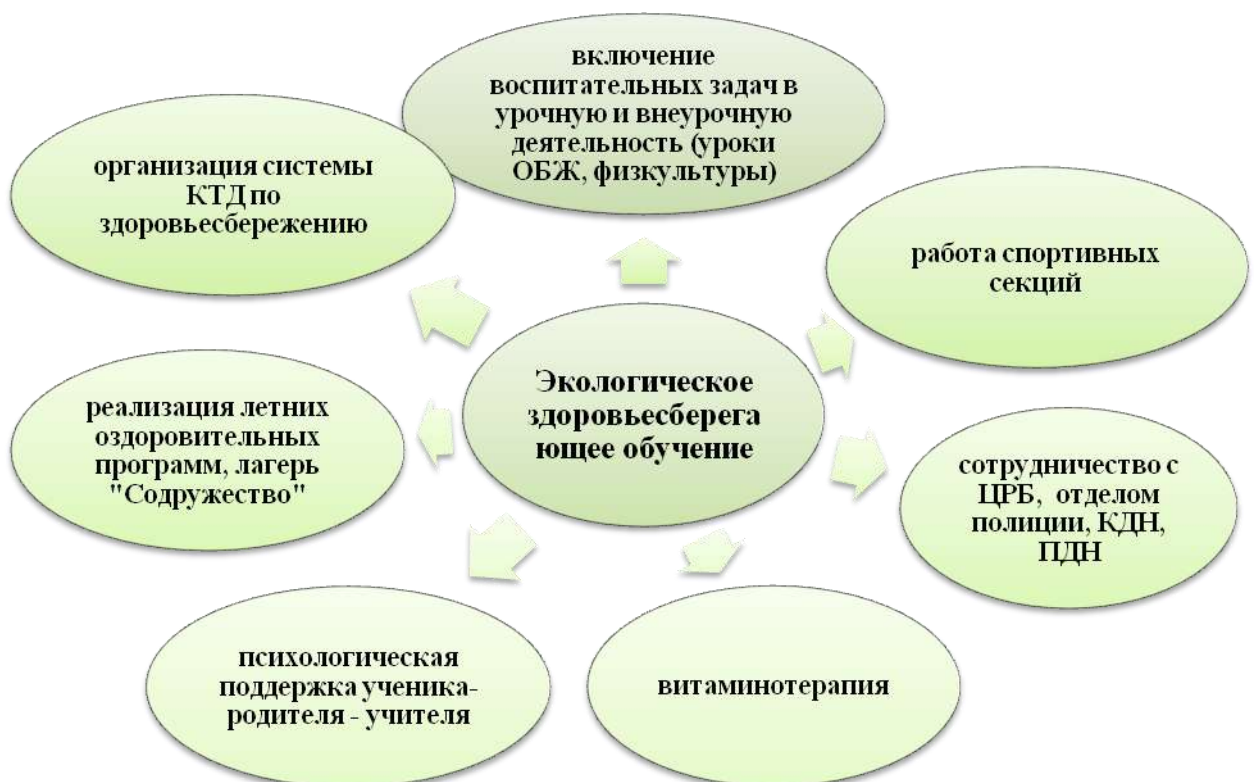 включение
воспитательных задач в
урочную и внеурочную
деятельность (уроки
ОБЖ, физкультуры)
организация системы
КТД по
здоровьесбережению
работа спортивных
секций
Экологическое
здоровьесберега
ющее обучение
реализация летних
оздоровительных
программ, лагерь
"Содружество"
сотрудничество с
ЦРБ, отделом
полиции, КДН,
ПДН
психологическая
поддержка ученика-
родителя - учителя
витаминотерапия